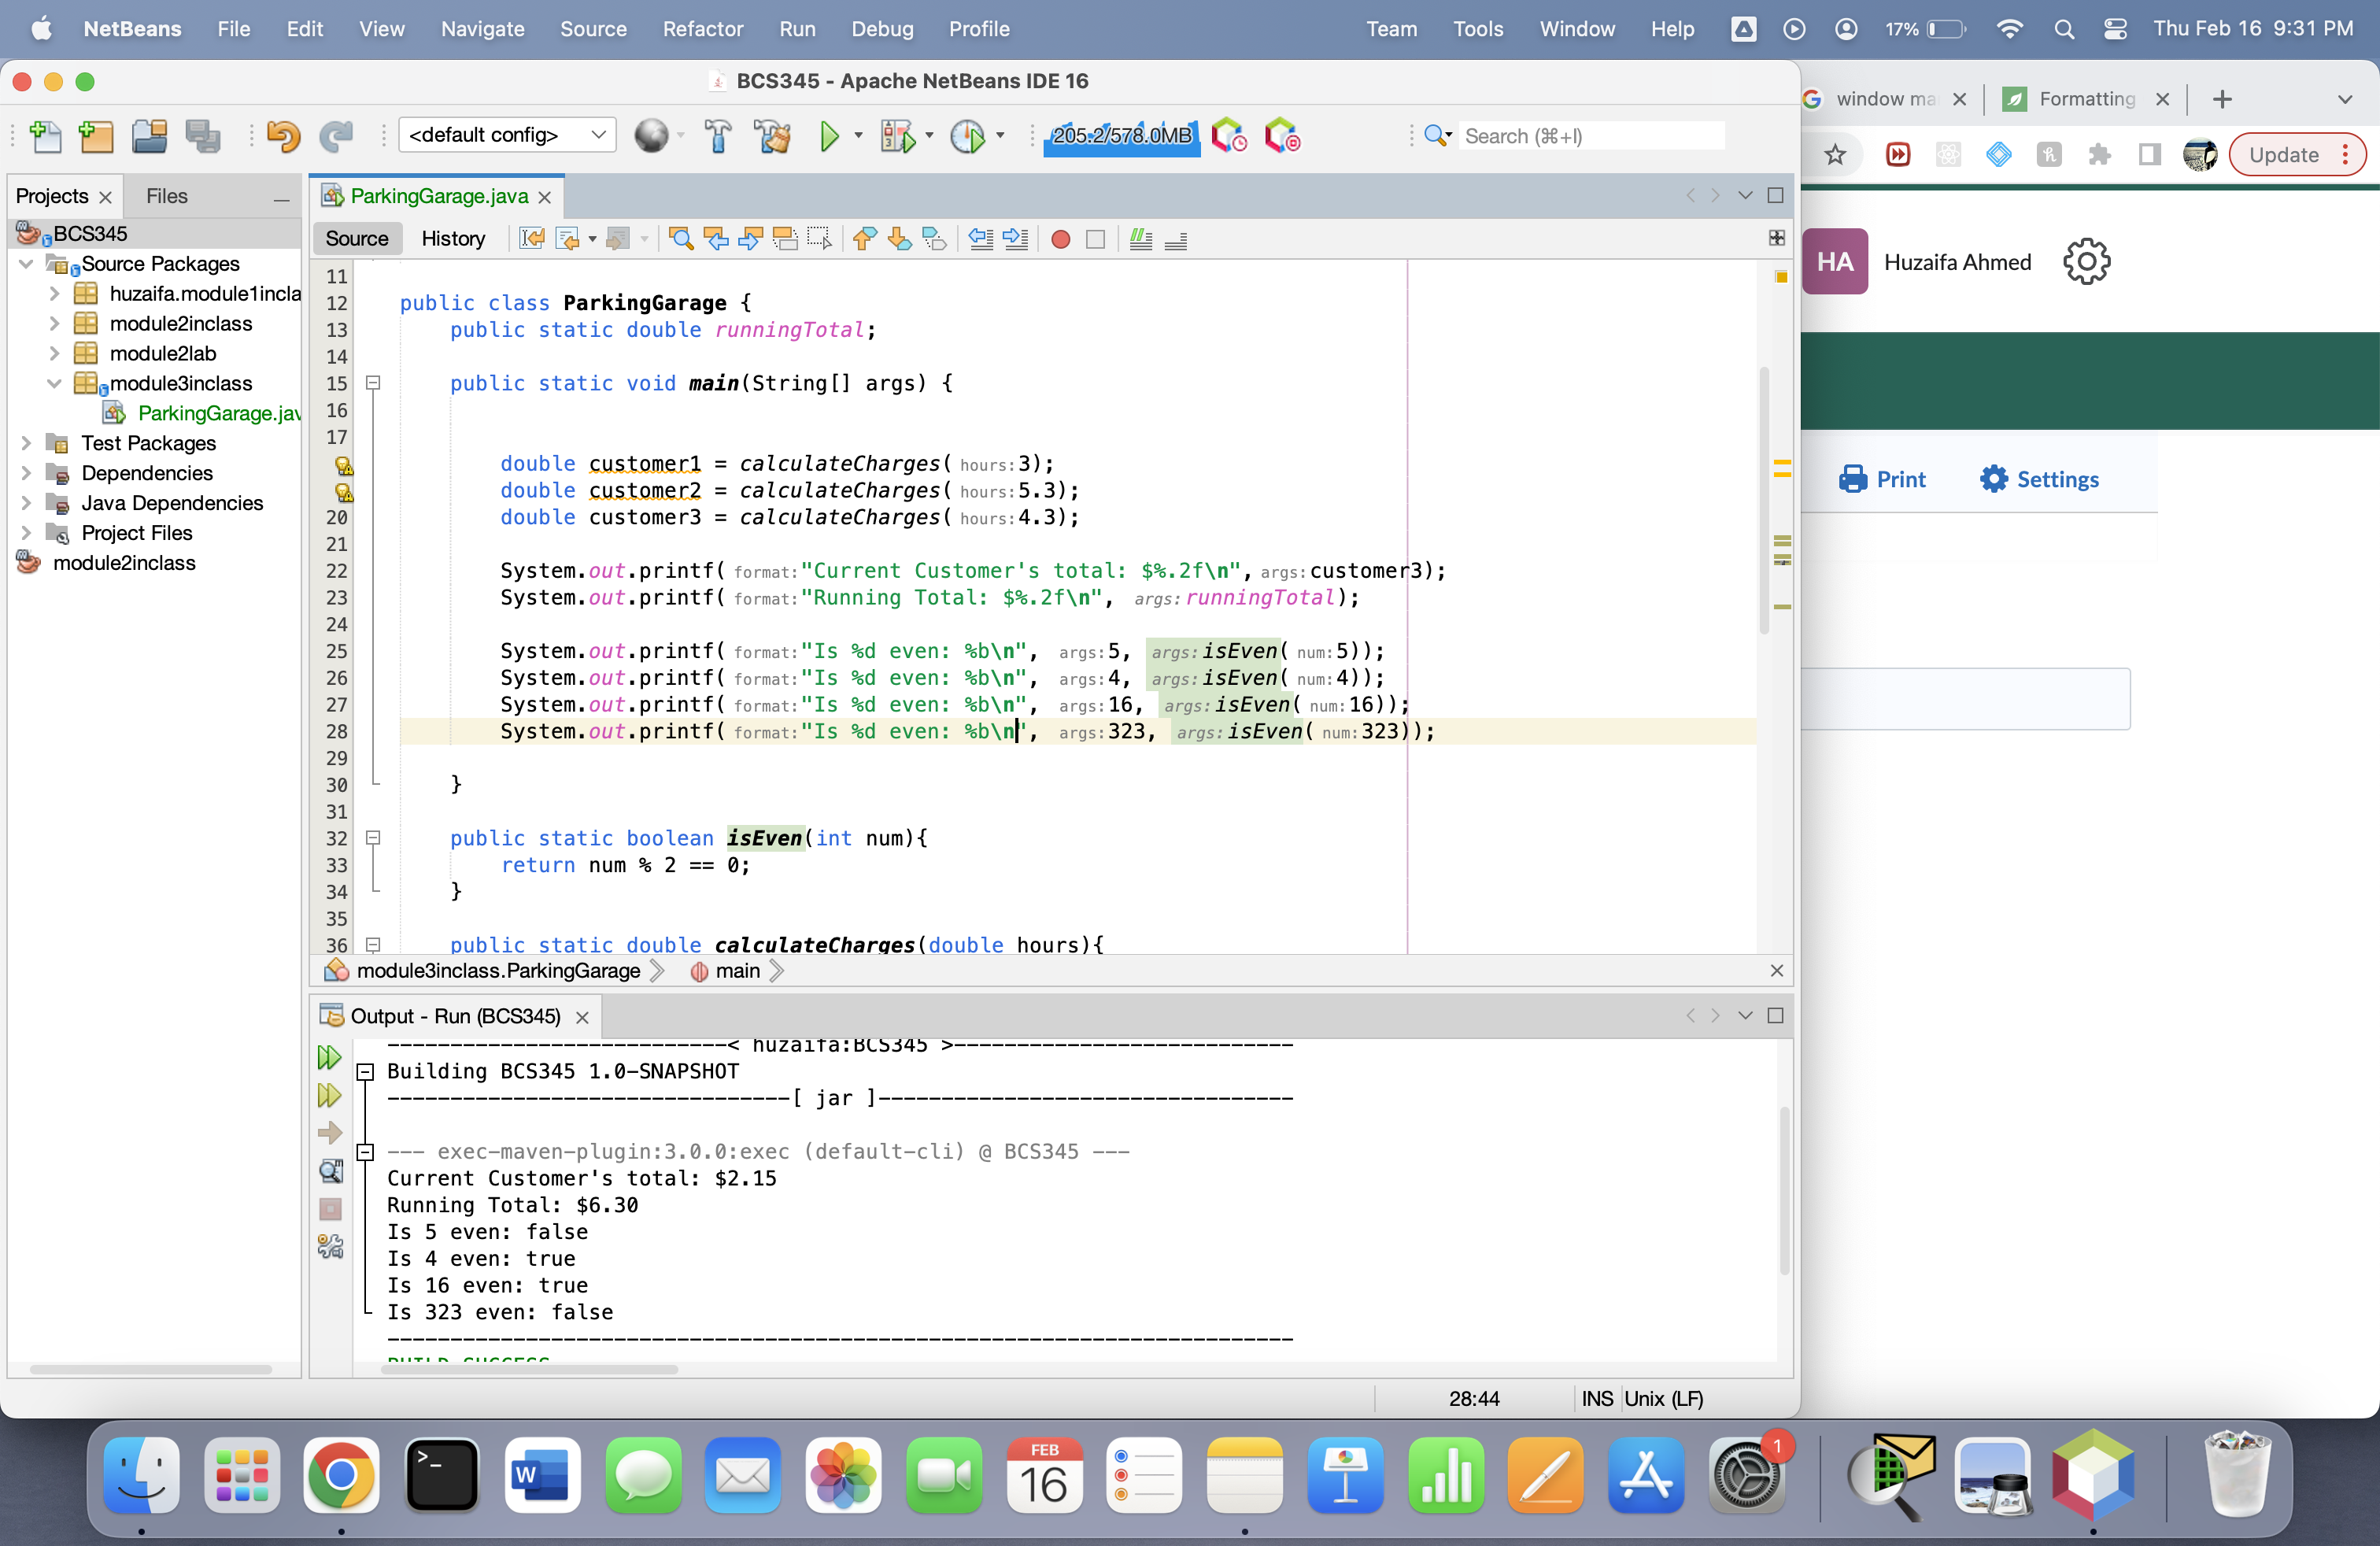 NetBeans File Edit View Navigate Source Refactor Run Debug Profile Team Tools Window Help 17% Thu Feb 16 9:31 PM
BCS345 - Apache NetBeans IDE 16
window ma
Formatting
<default config>
205.2/578.0MB
Search (⌘+I)
Update
Projects Files
ParkingGarage.java
Source History
BCS345
Source Packages
huzaifa.module1incla
module2inclass
module2lab
module3inclass
ParkingGarage.jav
Test Packages
Dependencies
Java Dependencies
Project Files
module2inclass
11
12 public class ParkingGarage {
13 public static double runningTotal;
14
15 public static void main(String[] args) {
16
17
double customer1 = calculateCharges( hours: 3);
double customer2 = calculateCharges( hours: 5.3);
20 double customer3 = calculateCharges( hours: 4.3);
21
22 System.out.printf( format: "Current Customer's total: $%.2f\n", args: customer3);
23 System.out.printf( format: "Running Total: $%.2f\n", args: runningTotal);
24
25 System.out.printf( format: "Is %d even: %b\n", args: 5, args: isEven( num: 5));
26 System.out.printf( format: "Is %d even: %b\n", args: 4, args: isEven( num: 4));
27 System.out.printf( format: "Is %d even: %b\n", args: 16, args: isEven( num: 16));
28 System.out.printf( format: "Is %d even: %b\n", args: 323, args: isEven( num: 323));
29
30 }
31
32 public static boolean isEven(int num){
33 return num % 2 == 0;
34 }
35
36 public static double calculateCharges(double hours){
module3inclass.ParkingGarage main
Output - Run (BCS345)
---------------------------< huzaifa:BCS345 >---------------------------
Building BCS345 1.0-SNAPSHOT
--------------------------------[ jar ]---------------------------------
--- exec-maven-plugin:3.0.0:exec (default-cli) @ BCS345 ---
Current Customer's total: $2.15
Running Total: $6.30
Is 5 even: false
Is 4 even: true
Is 16 even: true
Is 323 even: false
------------------------------------------------------------------------
BUILD SUCCESS
28:44 INS Unix (LF)
HA Huzaifa Ahmed
Print Settings
>_
W
FEB
16
1